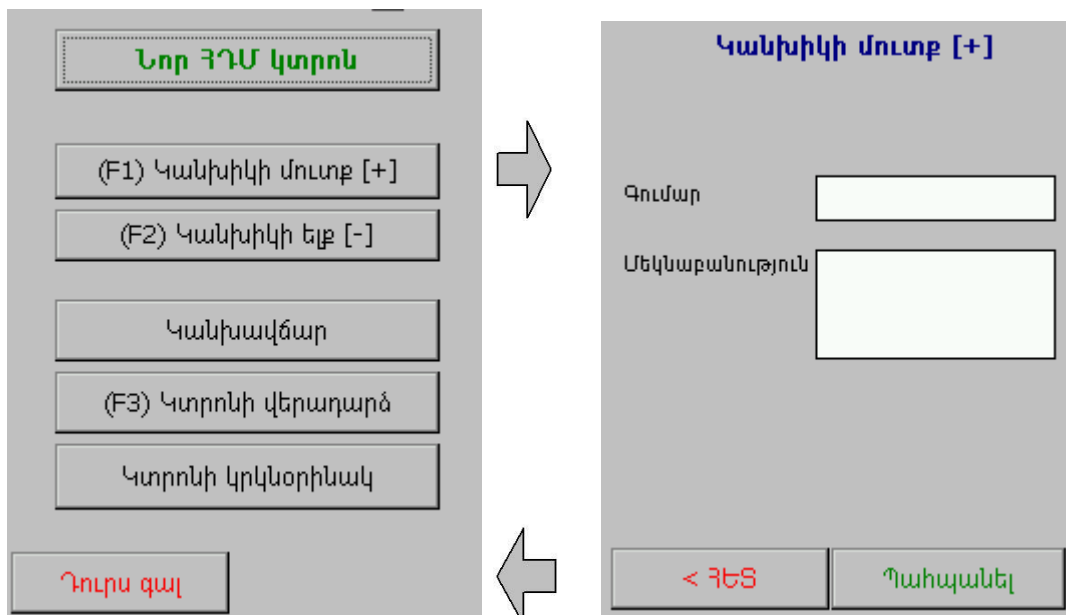 Նոր ՀԴՄ կտրոն
(F1) Կանխիկի մուտք [+]
(F2) Կանխիկի ելք [-]
Կանխավճար
(F3) Կտրոնի վերադարձ
Կտրոնի կրկնօրինակ
Դուրս գալ
Կանխիկի մուտք [+]
Գումար
Մեկնաբանություն
< ՀԵՏ
Պահպանել